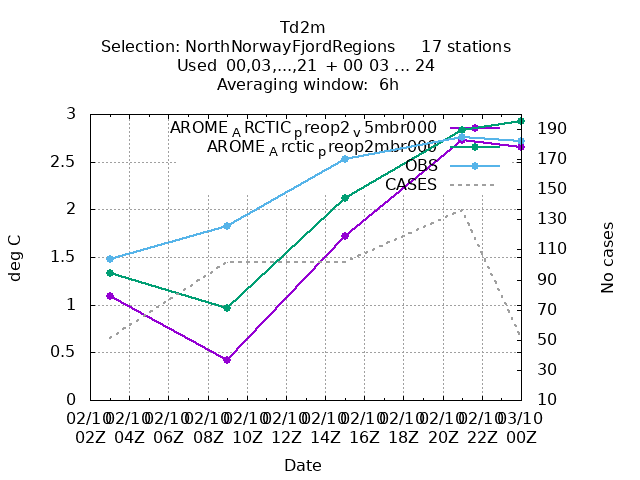 Td2m
Selection: NorthNorwayFjordRegions 17 stations
Used 00,03,...,21 + 00 03 ... 24
Averaging window: 6h
AROME_ARCTIC_preop2_v5mbr000
AROME_Arctic_preop2mbr000
OBS
CASES
3
2.5
2
1.5
1
0.5
0
190
170
150
130
110
90
70
50
30
10
deg C
No cases
02/10 02/10 02/10 02/10 02/10 02/10 02/10 02/10 02/10 02/10 02/10 03/10
02Z 04Z 06Z 08Z 10Z 12Z 14Z 16Z 18Z 20Z 22Z 00Z
Date